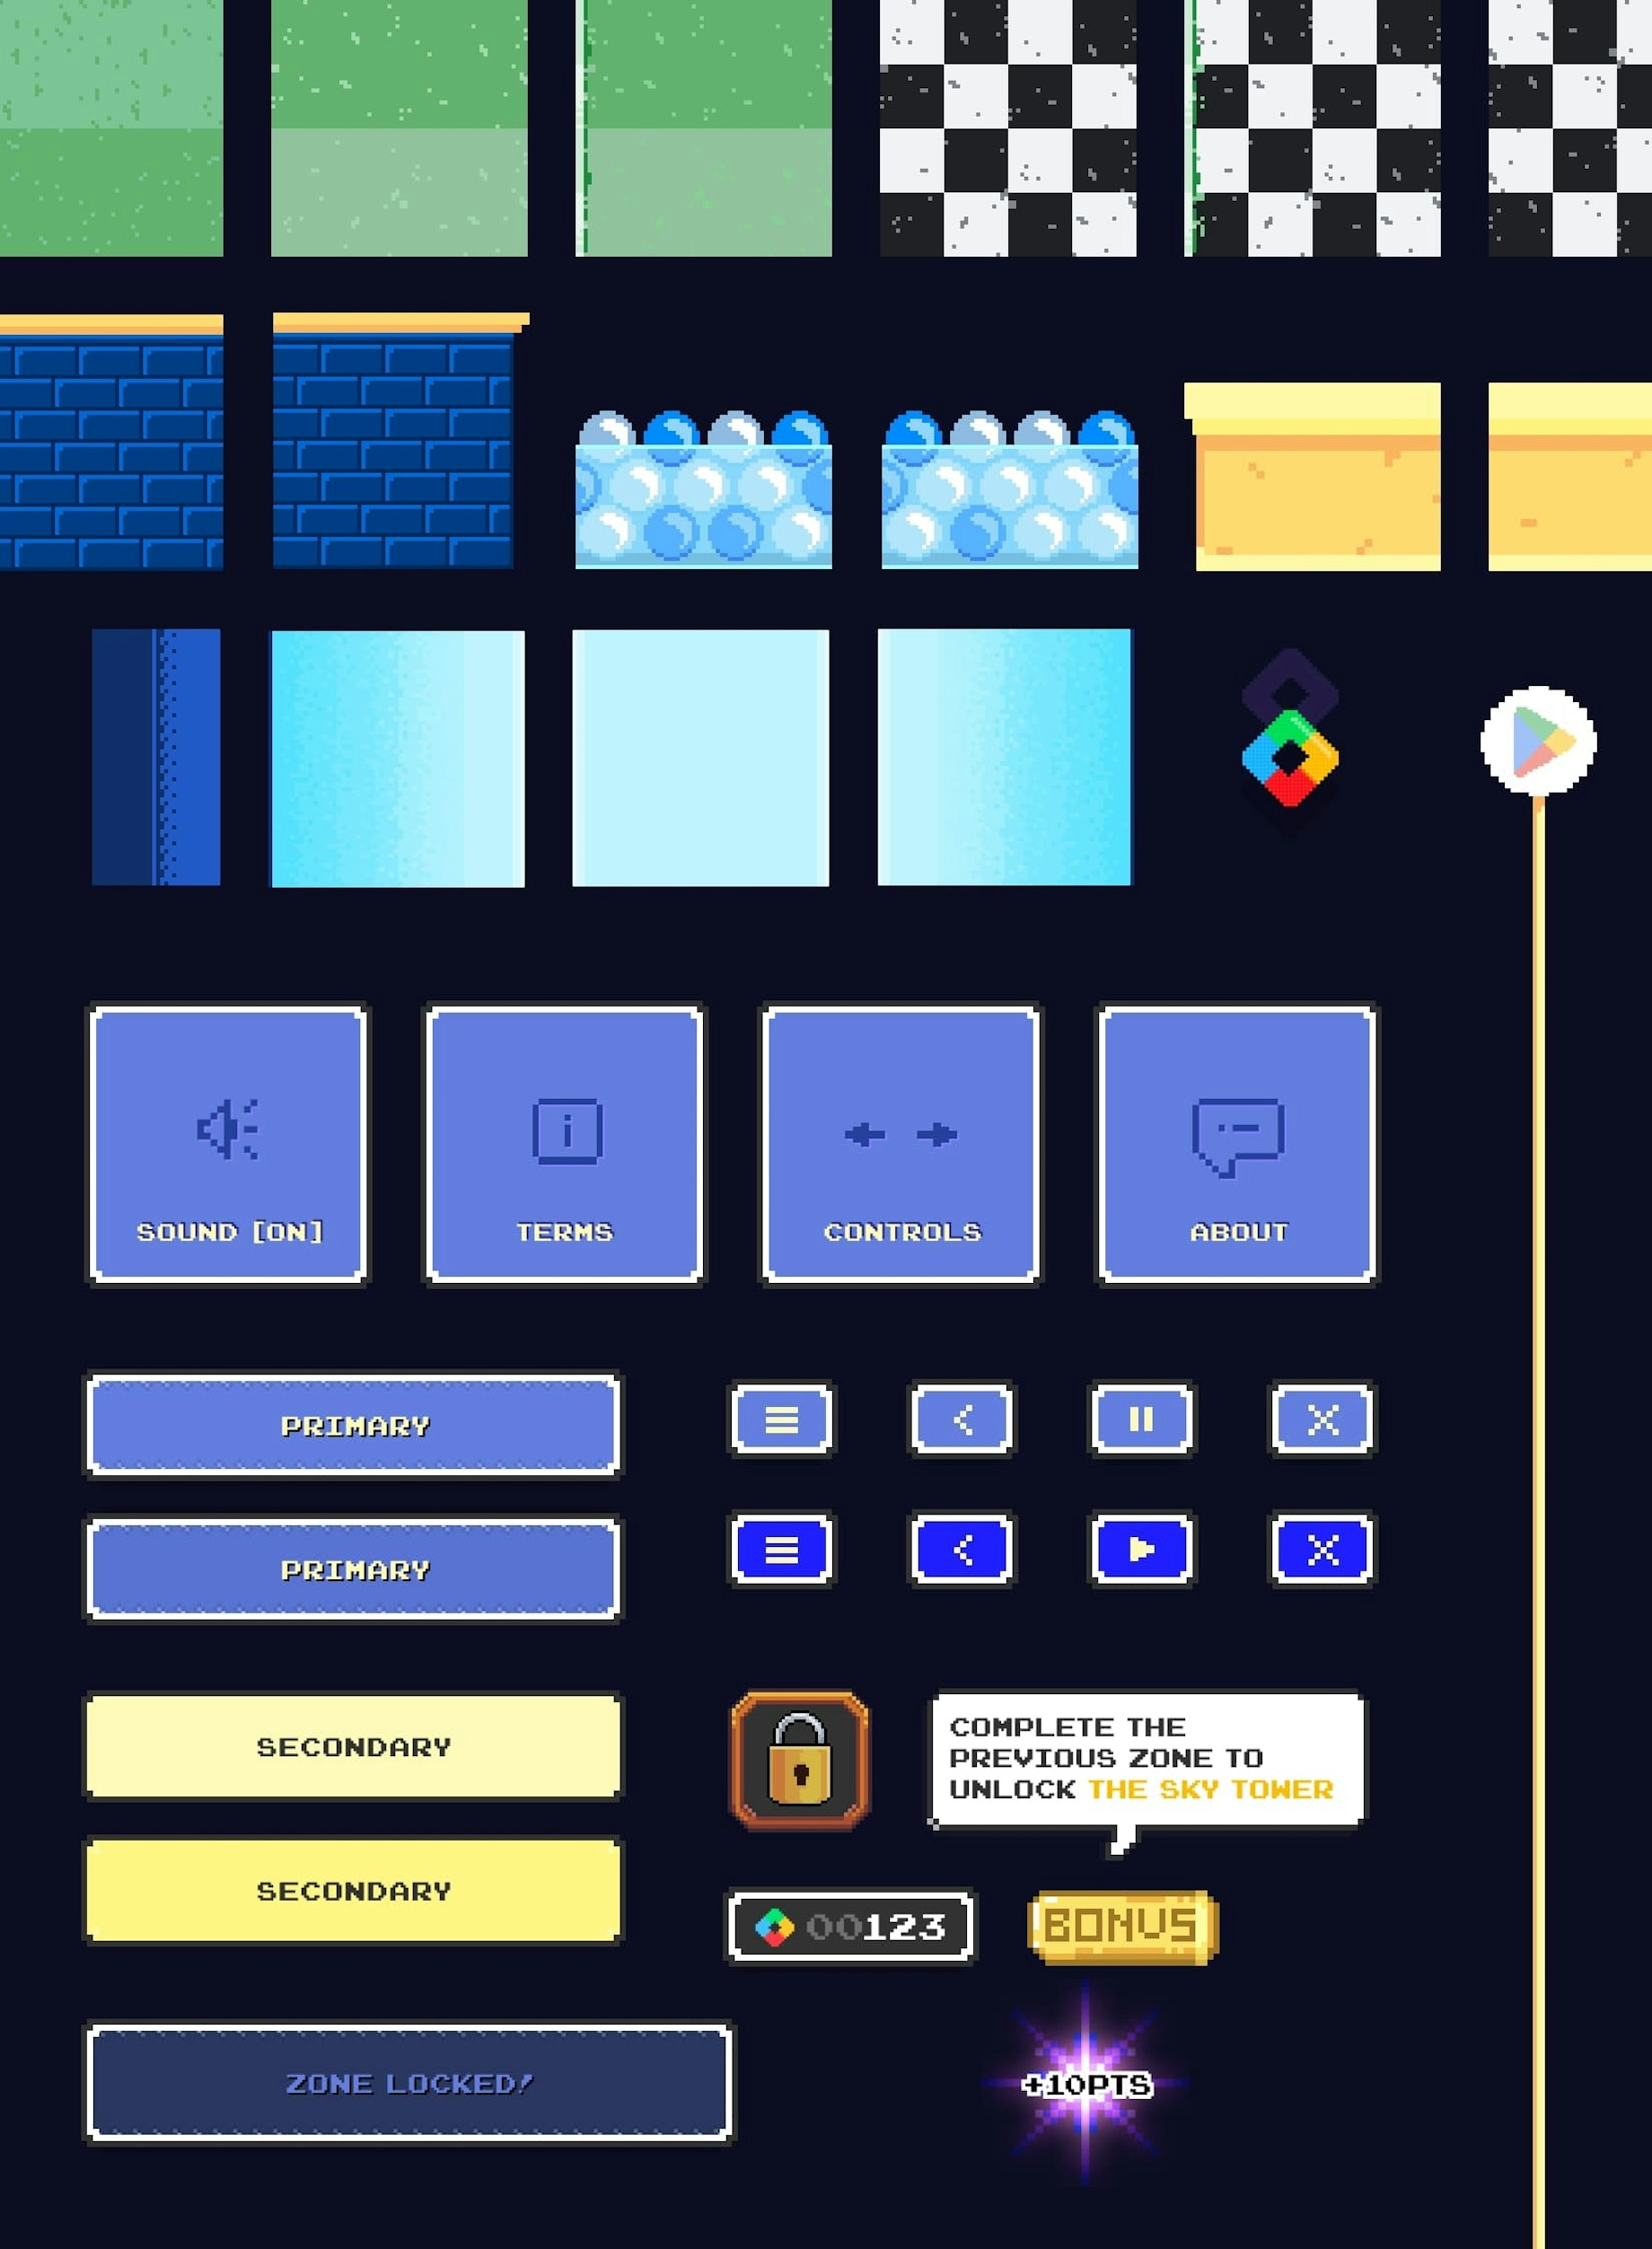 SOUND [ON]
TERMS
CONTROLS
ABOUT
PRIMARY
PRIMARY
SECONDARY
COMPLETE THE
PREVIOUS ZONE TO
UNLOCK THE SKY TOWER
SECONDARY
00123
BONUS
ZONE LOCKED!
+10PTS